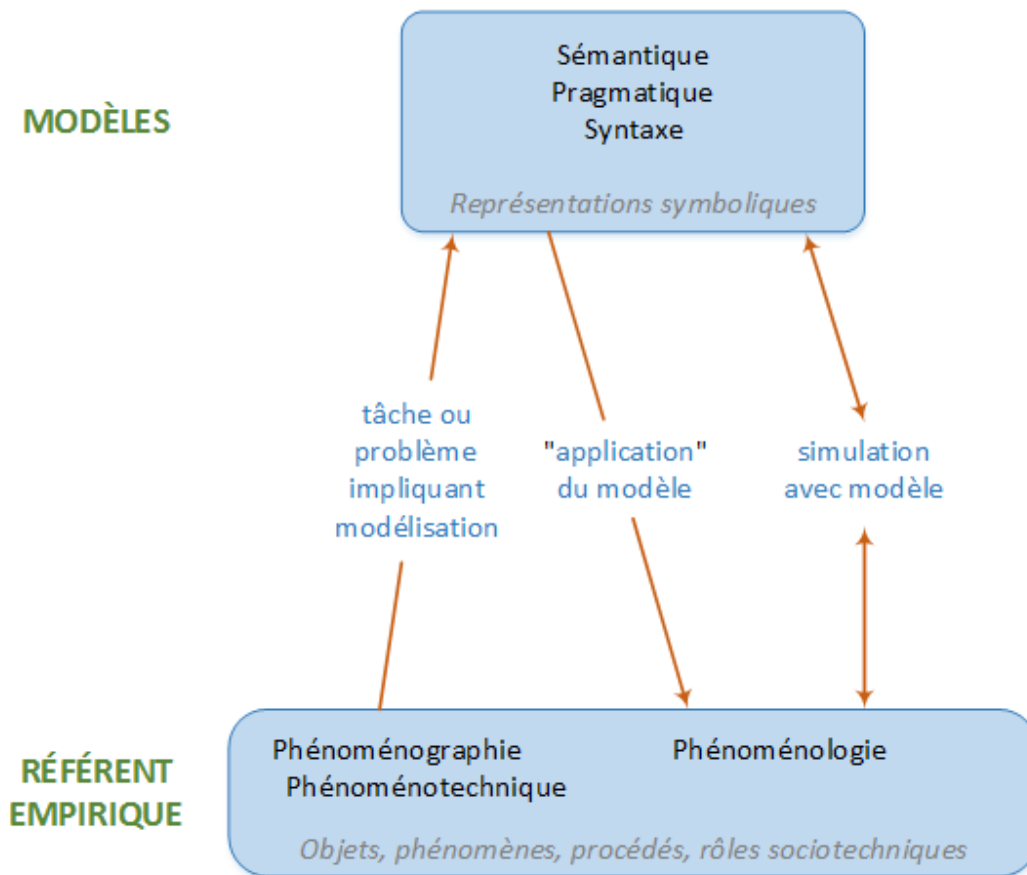 MODÈLES
Sémantique
Pragmatique
Syntaxe
Représentations symboliques
tâche ou
problème
impliquant
modélisation
"application"
du modèle
simulation
avec modèle
RÉFÉRENT
EMPIRIQUE
Phénoménographie
Phénoménotechnique
Phénoménologie
Objets, phénomènes, procédés, rôles sociotechniques